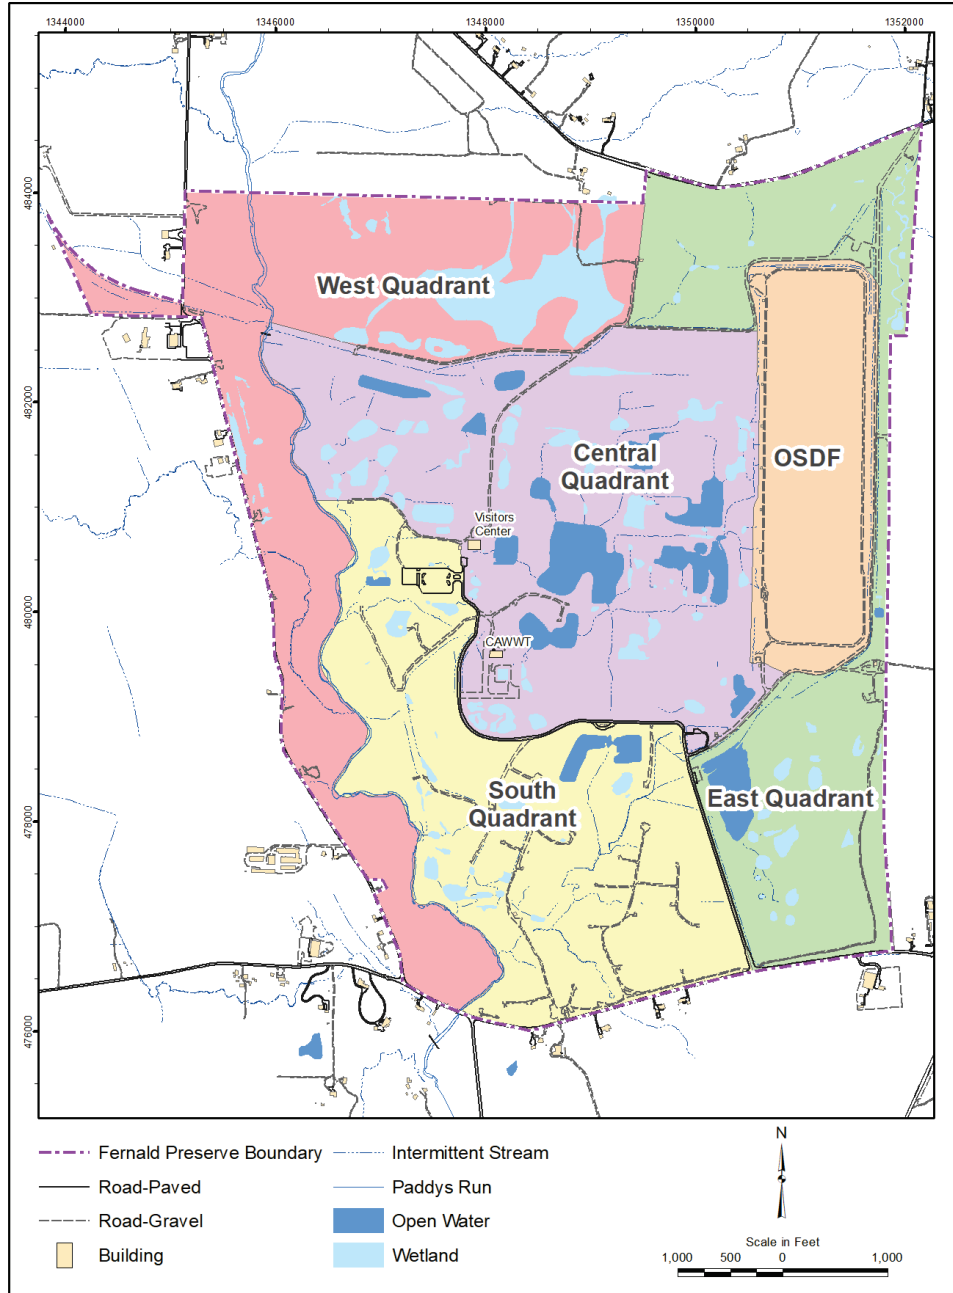 1344000
1346000
1348000
1350000
1352000
484000
482000
480000
478000
476000
West Quadrant
Central
Quadrant
OSDF
Visitors
Center
CAWWT
South
Quadrant
East Quadrant
Fernald Preserve Boundary
Intermittent Stream
Road-Paved
Paddys Run
Road-Gravel
Open Water
Building
Wetland
N
Scale in Feet
1,000 500 0 1,000